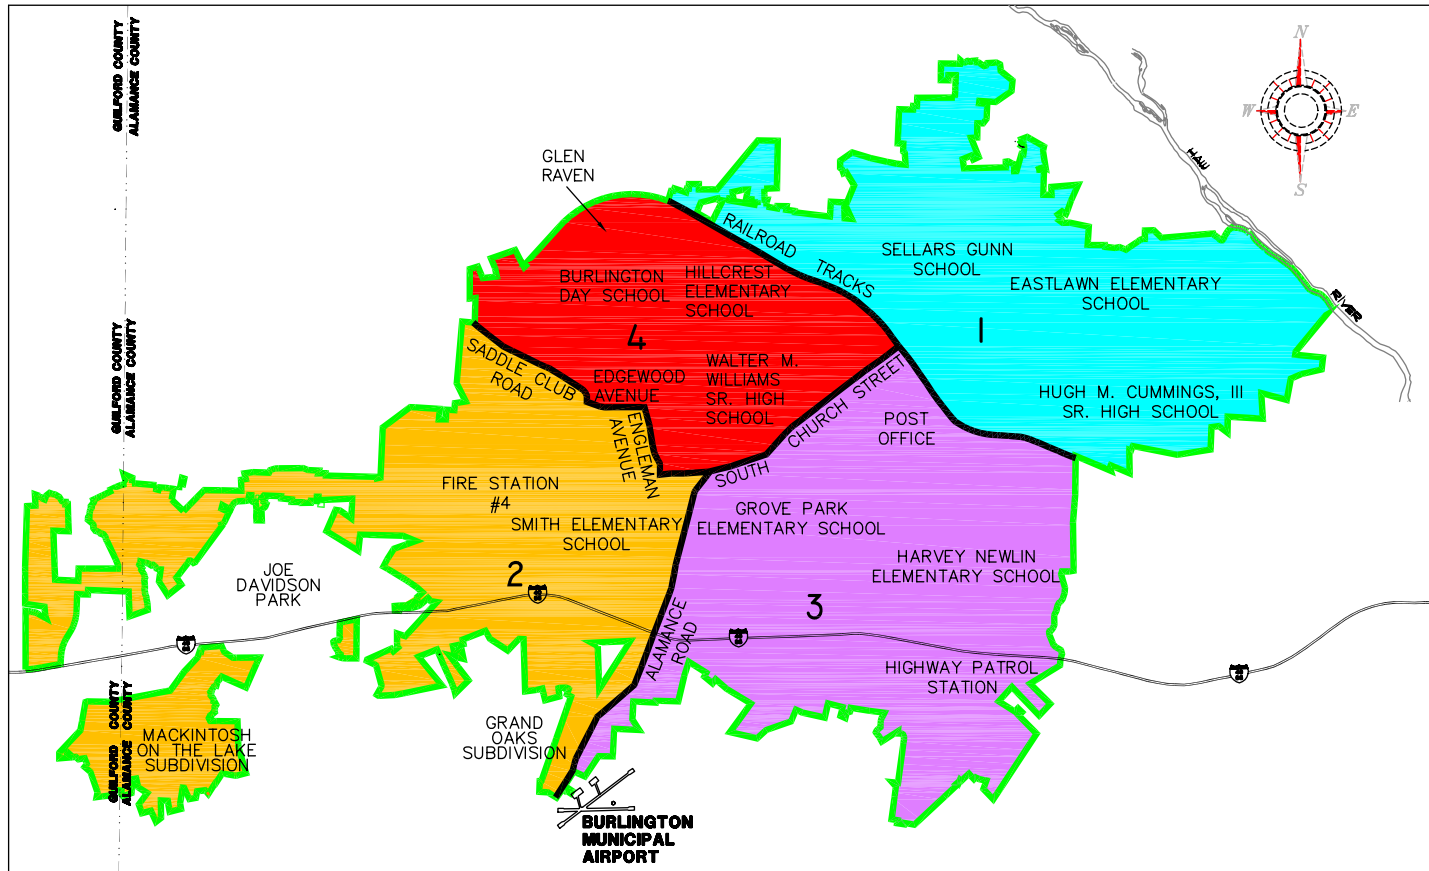 GUILFORD COUNTY
ALAMANCE COUNTY
N
W
E
S
HAW
RIVER
GLEN
RAVEN
RAILROAD TRACKS
SELLARS GUNN
SCHOOL
EASTLAWN ELEMENTARY
SCHOOL
1
HUGH M. CUMMINGS, III
SR. HIGH SCHOOL
BURLINGTON
DAY SCHOOL
HILLCREST
ELEMENTARY
SCHOOL
4
WALTER M.
WILLIAMS
SR. HIGH
SCHOOL
EDGEWOOD
AVENUE
SADDLE CLUB
ROAD
ENGLEMAN
AVENUE
GUILFORD COUNTY
ALAMANCE COUNTY
SOUTH CHURCH STREET
POST
OFFICE
FIRE STATION
#4
SMITH ELEMENTARY
SCHOOL
GROVE PARK
ELEMENTARY SCHOOL
HARVEY NEWLIN
ELEMENTARY SCHOOL
JOE
DAVIDSON
PARK
2
3
ALAMANCE
ROAD
HIGHWAY PATROL
STATION
GUILFORD COUNTY
ALAMANCE COUNTY
MACKINTOSH
ON THE LAKE
SUBDIVISION
GRAND
OAKS
SUBDIVISION
BURLINGTON
MUNICIPAL
AIRPORT